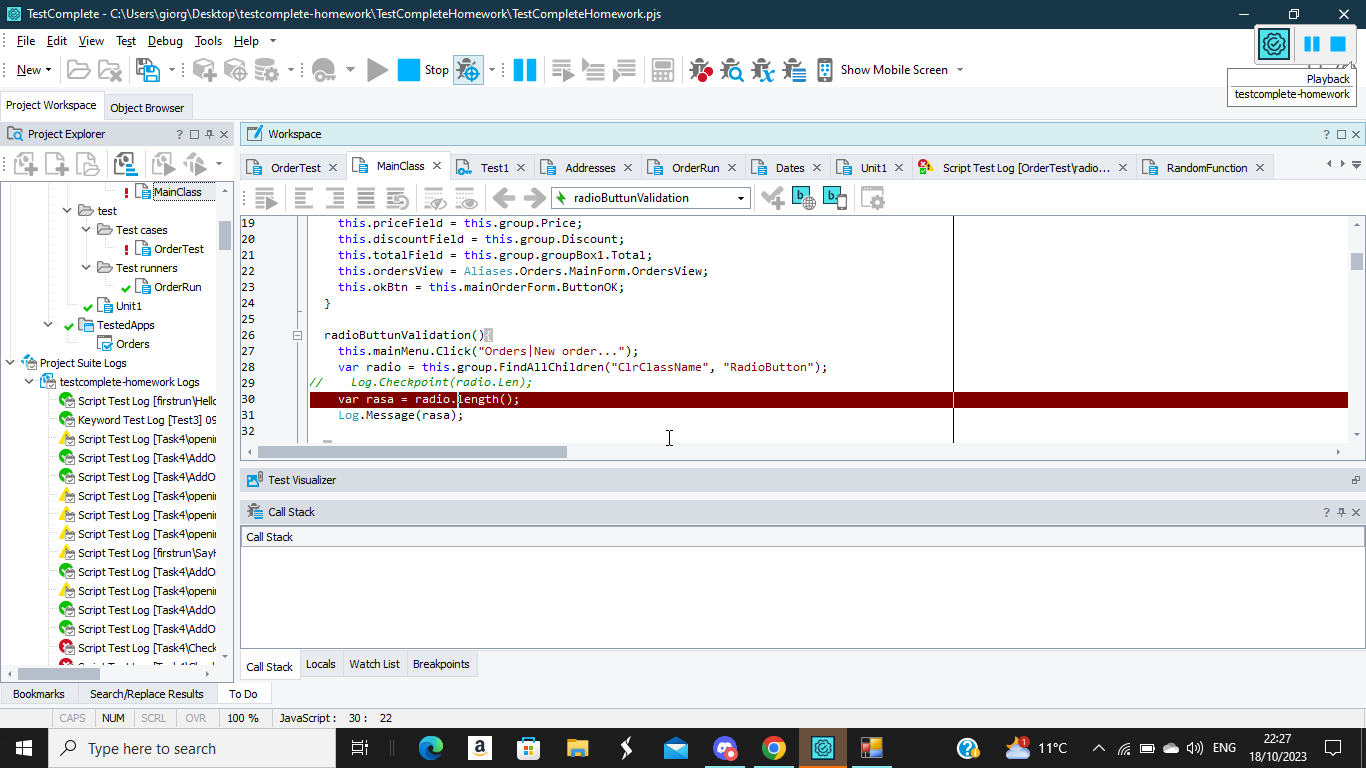 TestComplete - C:\Users\giorg\Desktop\testcomplete-homework\TestCompleteHomework\TestCompleteHomework.pjs
File Edit View Test Debug Tools Help
New Stop Show Mobile Screen
Playback
testcomplete-homework
Project Workspace Object Browser
Project Explorer ?
Workspace ?
OrderTest MainClass Test1 Addresses OrderRun Dates Unit1 Script Test Log [OrderTest\radio... RandomFunction
radioButtunValidation
MainClass
test
Test cases
OrderTest
Test runners
OrderRun
Unit1
TestedApps
Orders
Project Suite Logs
testcomplete-homework Logs
Script Test Log [firstrun\Hello
Keyword Test Log [Test3] 09
Script Test Log [Task4\openi
Script Test Log [Task4\AddO
Script Test Log [Task4\AddO
Script Test Log [Task4\openi
Script Test Log [Task4\openi
Script Test Log [Task4\openi
Script Test Log [firstrun\SayH
Script Test Log [Task4\AddO
Script Test Log [Task4\openi
Script Test Log [Task4\AddO
Script Test Log [Task4\AddO
Script Test Log [Task4\Check
19 this.priceField = this.group.Price;
20 this.discountField = this.group.Discount;
21 this.totalField = this.group.groupBox1.Total;
22 this.ordersView = Aliases.Orders.MainForm.OrdersView;
23 this.okBtn = this.mainOrderForm.ButtonOK;
24 }
25
26 radioButtunValidation(){
27 this.mainMenu.Click("Orders|New order...");
28 var radio = this.group.FindAllChildren("ClrClassName", "RadioButton");
29 // Log.Checkpoint(radio.Len);
30 var rasa = radio.length();
31 Log.Message(rasa);
32
Test Visualizer
Call Stack ?
Call Stack
Call Stack Locals Watch List Breakpoints
Bookmarks Search/Replace Results To Do
CAPS NUM SCRL OVR 100 % JavaScript : 30 : 22
Type here to search
1 11°C ENG
22:27
18/10/2023